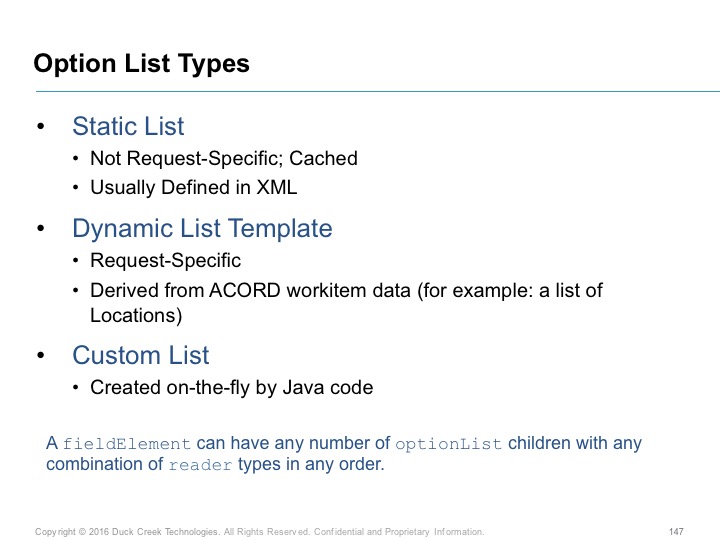 Option List Types
• Static List
• Not Request-Specific; Cached
• Usually Defined in XML
• Dynamic List Template
• Request-Specific
• Derived from ACORD workitem data (for example: a list of
Locations)
• Custom List
• Created on-the-fly by Java code
A fieldElement can have any number of optionList children with any
combination of reader types in any order.
Copyright © 2016 Duck Creek Technologies. All Rights Reserved. Confidential and Proprietary Information.
147